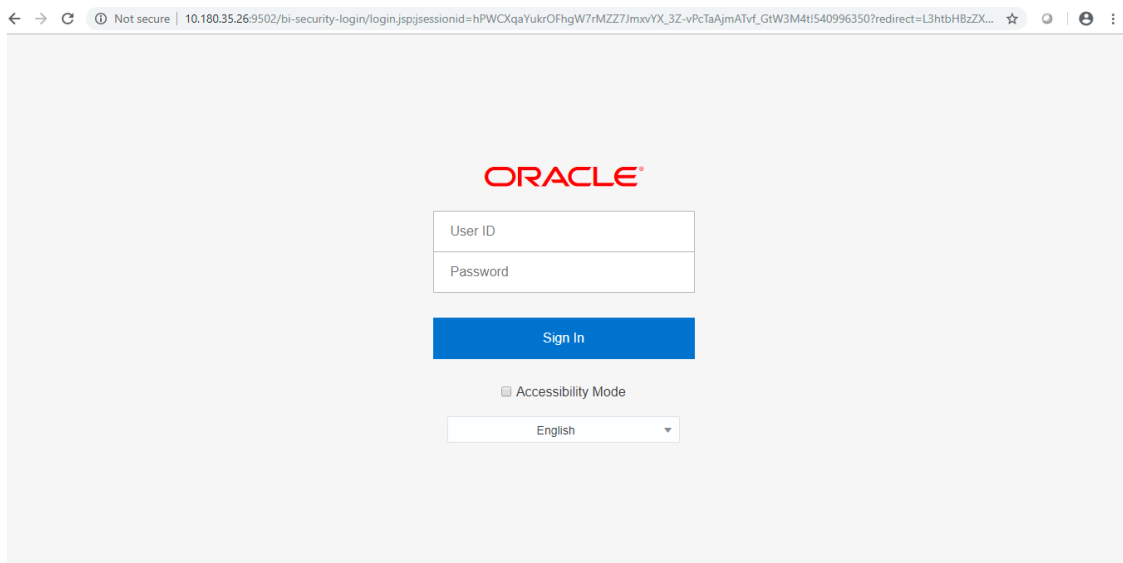 Not secure | 10.180.35.26:9502/bi-security-login/login.jsp;jsessionid=hPWCXqaYukrOFhgW7rMZZ7JmxvYX_3Z-vPcTaAjmATvf_GtW3M4t!540996350?redirect=L3htbHBzZX...
ORACLE®
User ID
Password
Sign In
Accessibility Mode
English